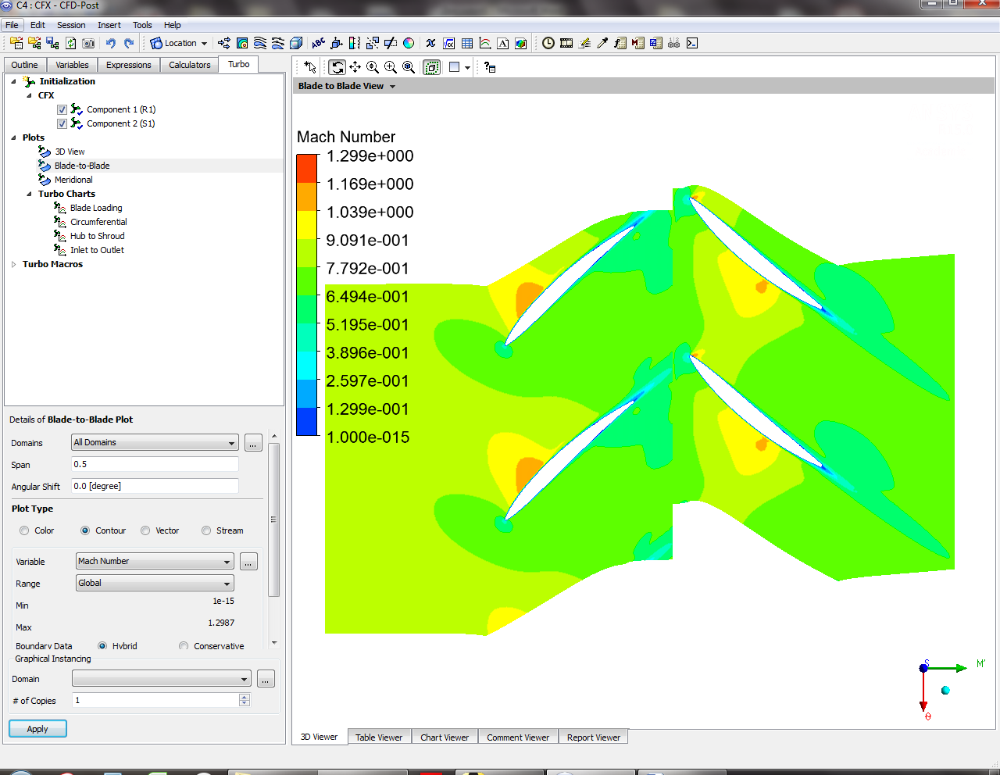 C4 : CFX - CFD-Post
File Edit Session Insert Tools Help
Location
Outline Variables Expressions Calculators Turbo
Initialization
CFX
Component 1 (R1)
Component 2 (S1)
Plots
3D View
Blade-to-Blade
Meridional
Turbo Charts
Blade Loading
Circumferential
Hub to Shroud
Inlet to Outlet
Turbo Macros
Details of Blade-to-Blade Plot
Domains All Domains ...
Span 0.5
Angular Shift 0.0 [degree]
Plot Type
Color Contour Vector Stream
Variable Mach Number ...
Range Global
Min 1e-15
Max 1.2987
Boundary Data Hybrid Conservative
Graphical Instancing
Domain ...
# of Copies 1
Apply
Blade to Blade View
Mach Number
1.299e+000
1.169e+000
1.039e+000
9.091e-001
7.792e-001
6.494e-001
5.195e-001
3.896e-001
2.597e-001
1.299e-001
1.000e-015
S M'
θ
3D Viewer Table Viewer Chart Viewer Comment Viewer Report Viewer